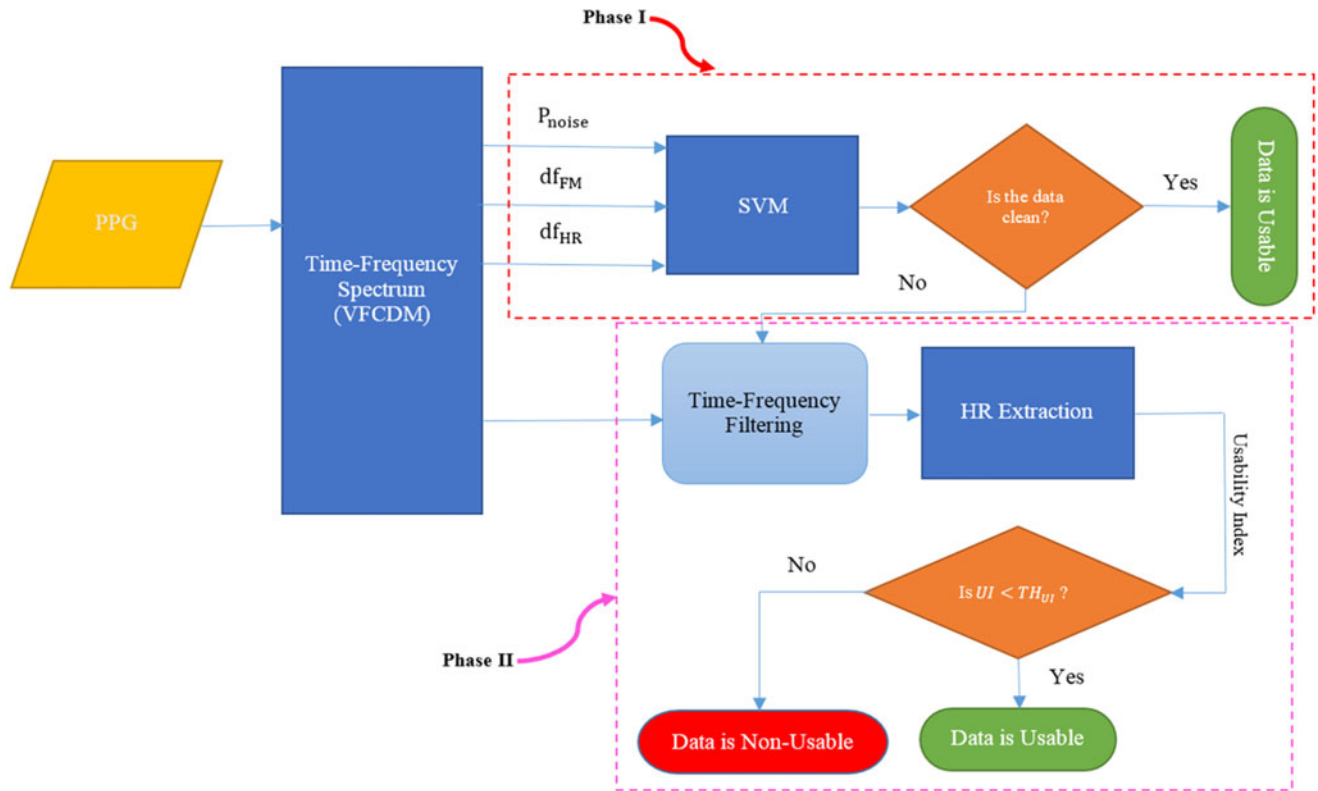 Phase I
P_noise
df_FM
df_HR
PPG
Time-Frequency
Spectrum
(VFCDM)
SVM
Is the data
clean?
Yes
Data is Usable
No
Time-Frequency
Filtering
HR Extraction
Usability Index
Is UI < TH_UI ?
No
Yes
Phase II
Data is Non-Usable
Data is Usable